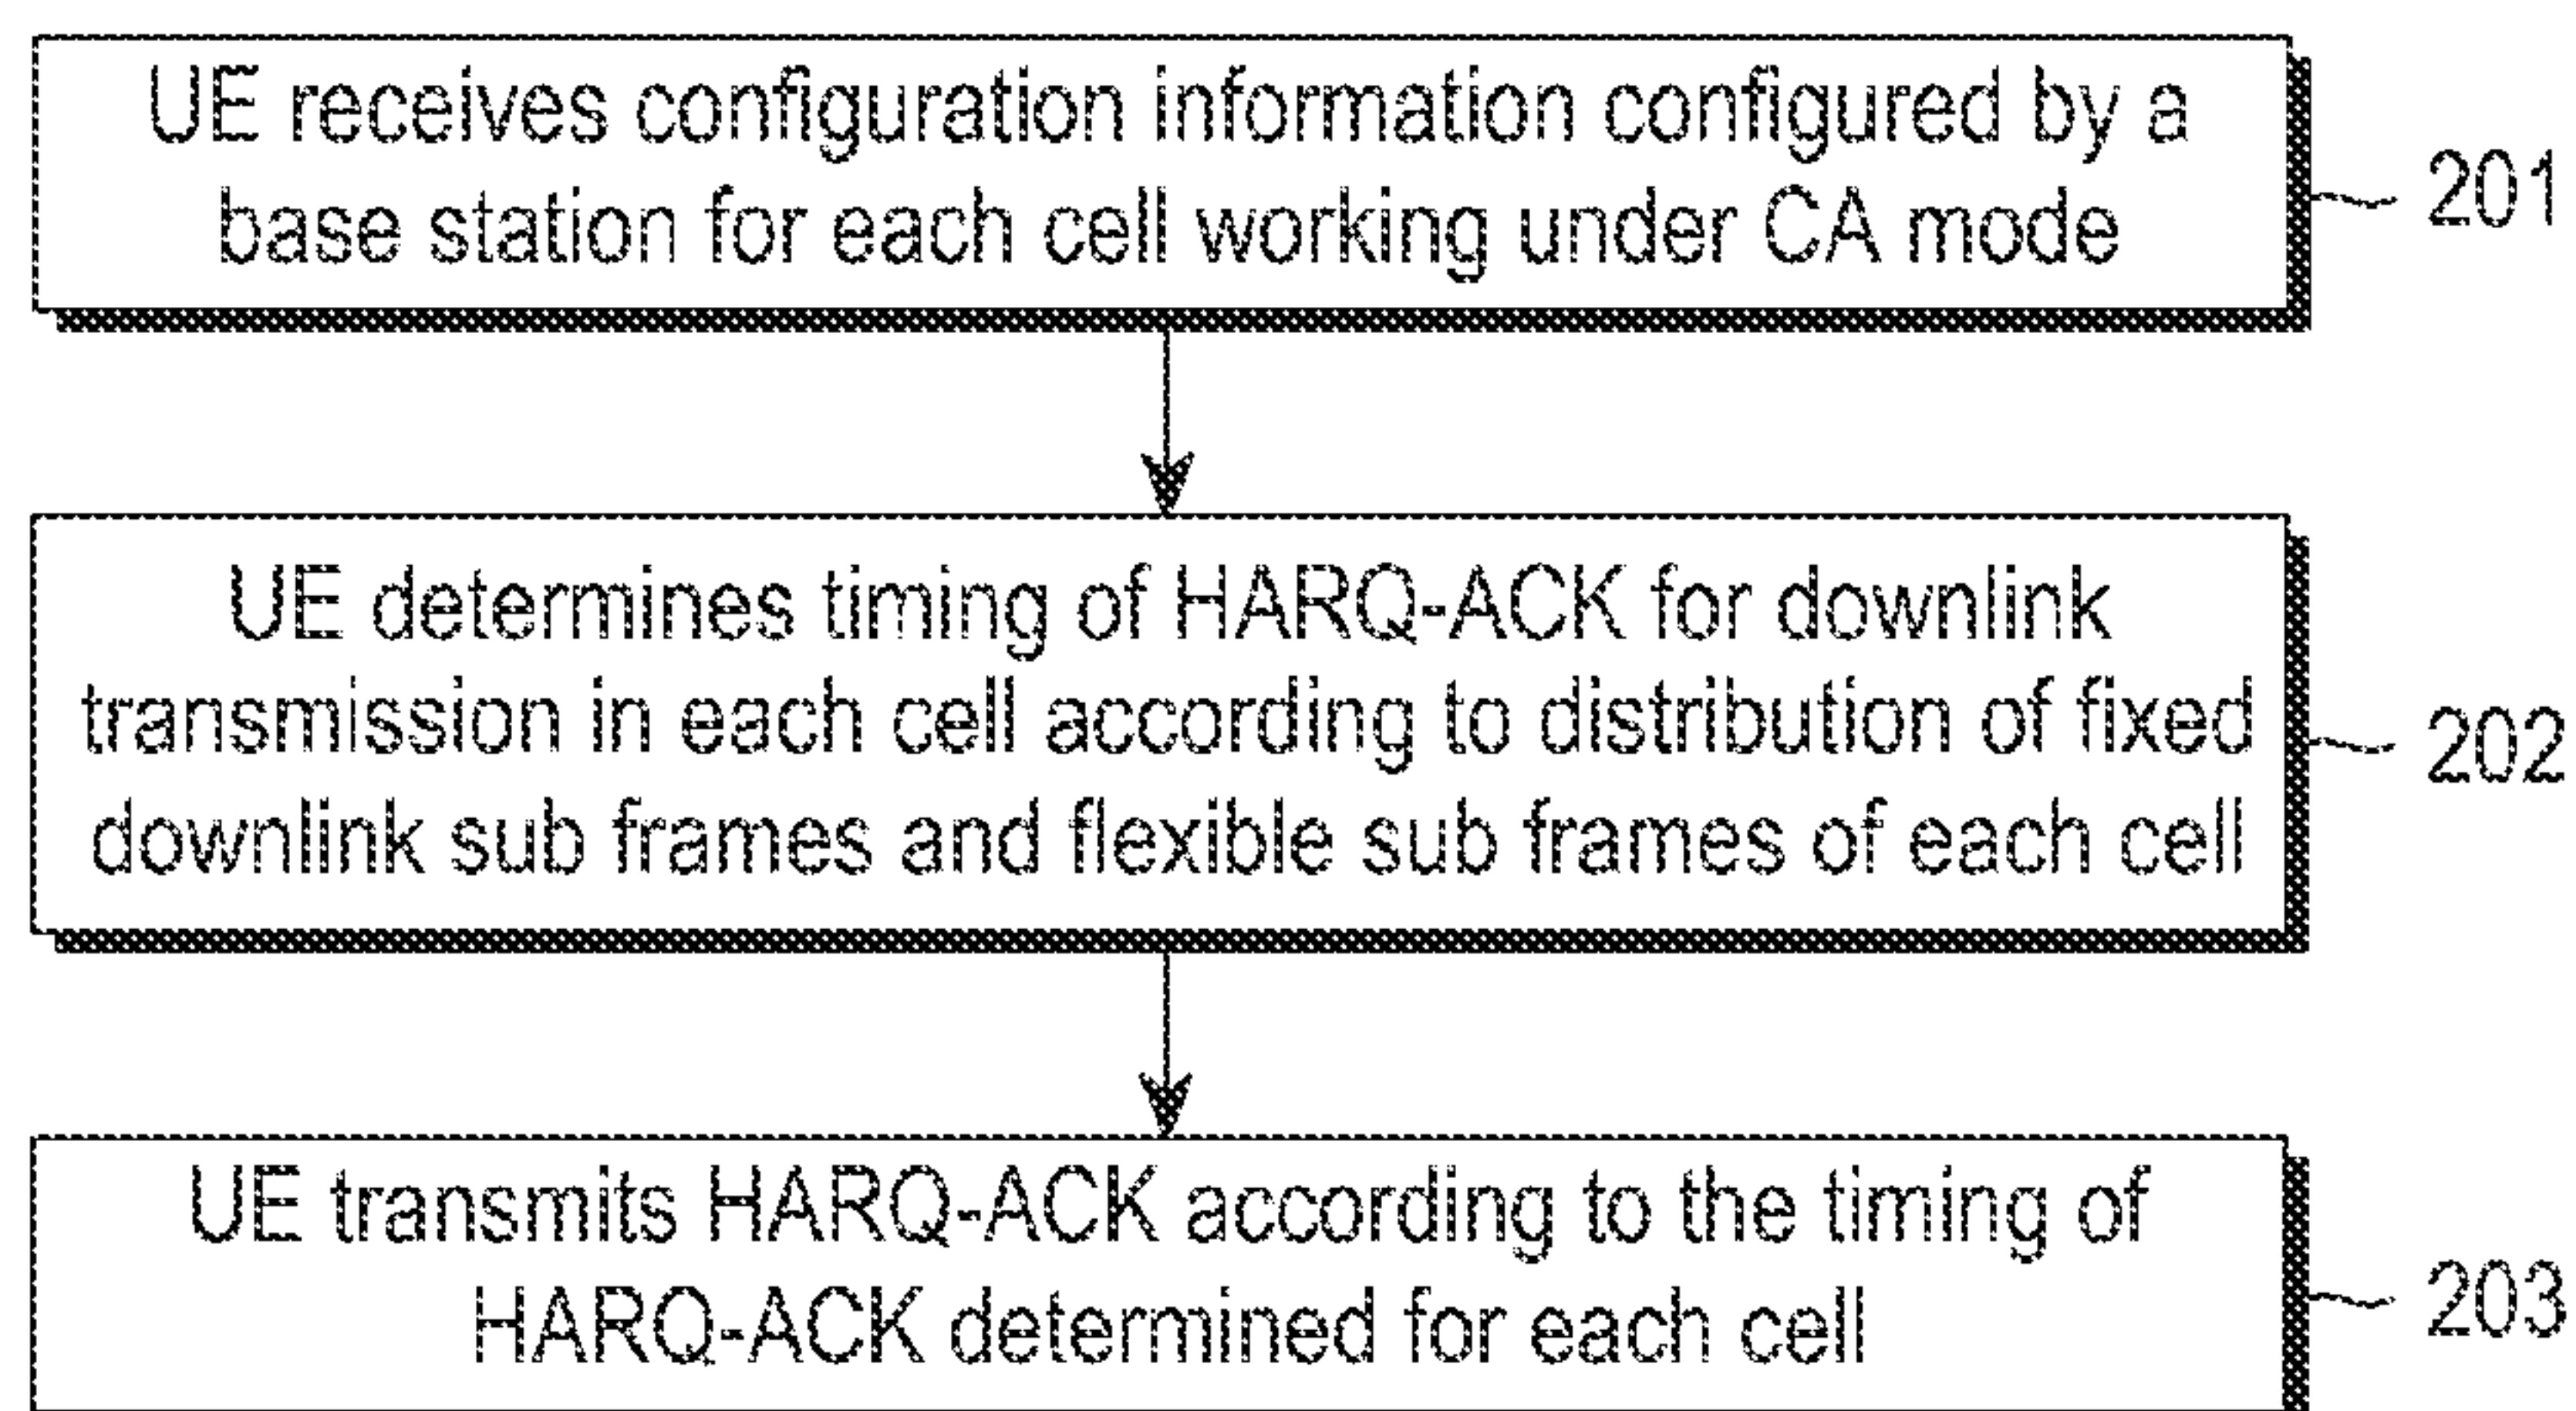 UE receives configuration information configured by a
base station for each cell working under CA mode
201
UE determines timing of HARQ-ACK for downlink
transmission in each cell according to distribution of fixed
downlink sub frames and flexible sub frames of each cell
202
UE transmits HARQ-ACK according to the timing of
HARQ-ACK determined for each cell
203